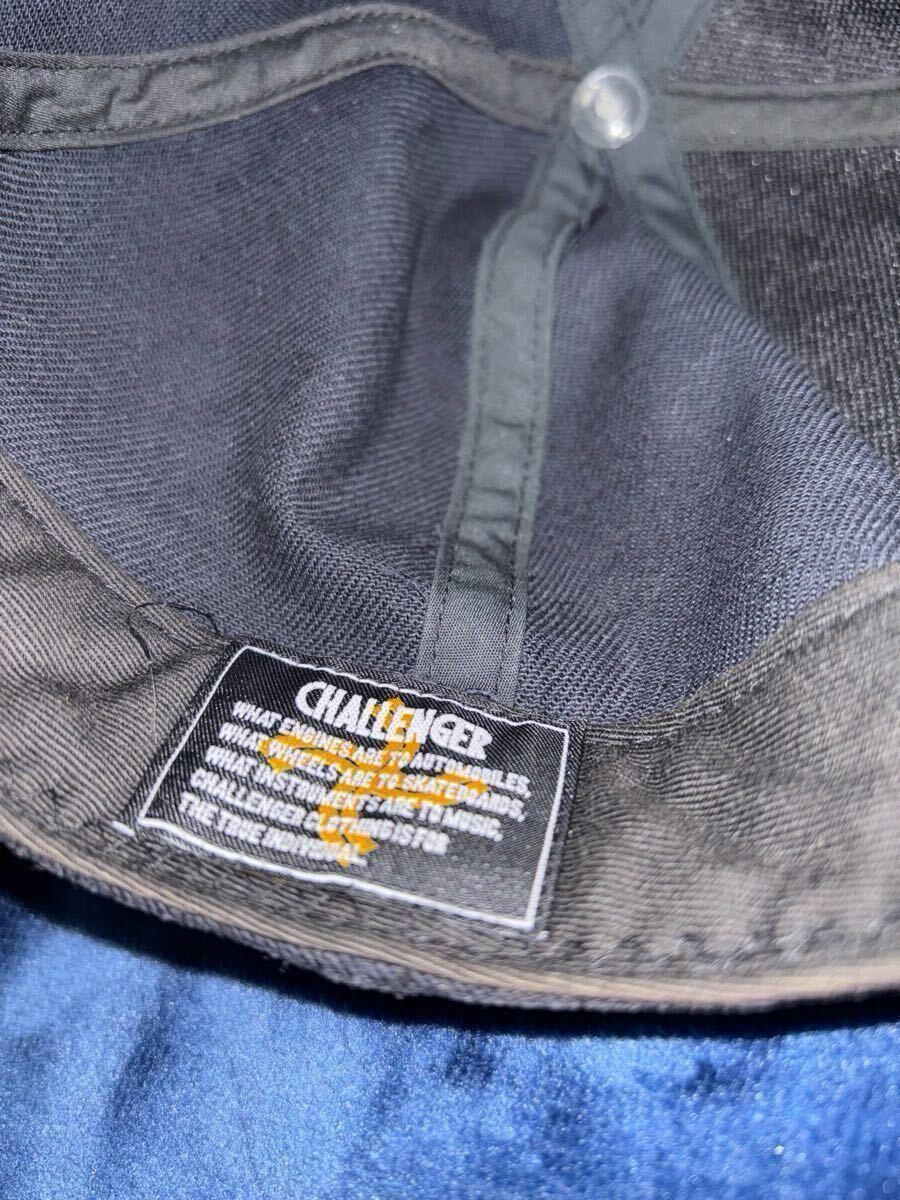 CHALLENGER
WHAT ENGINES ARE TO AUTOMOBILES,
WHAT WHEELS ARE TO SKATEBOARDS,
WHAT INSTRUMENTS ARE TO MUSIC,
CHALLENGER CLOTHING IS FOR
THE TRUE INDIVISUAL.